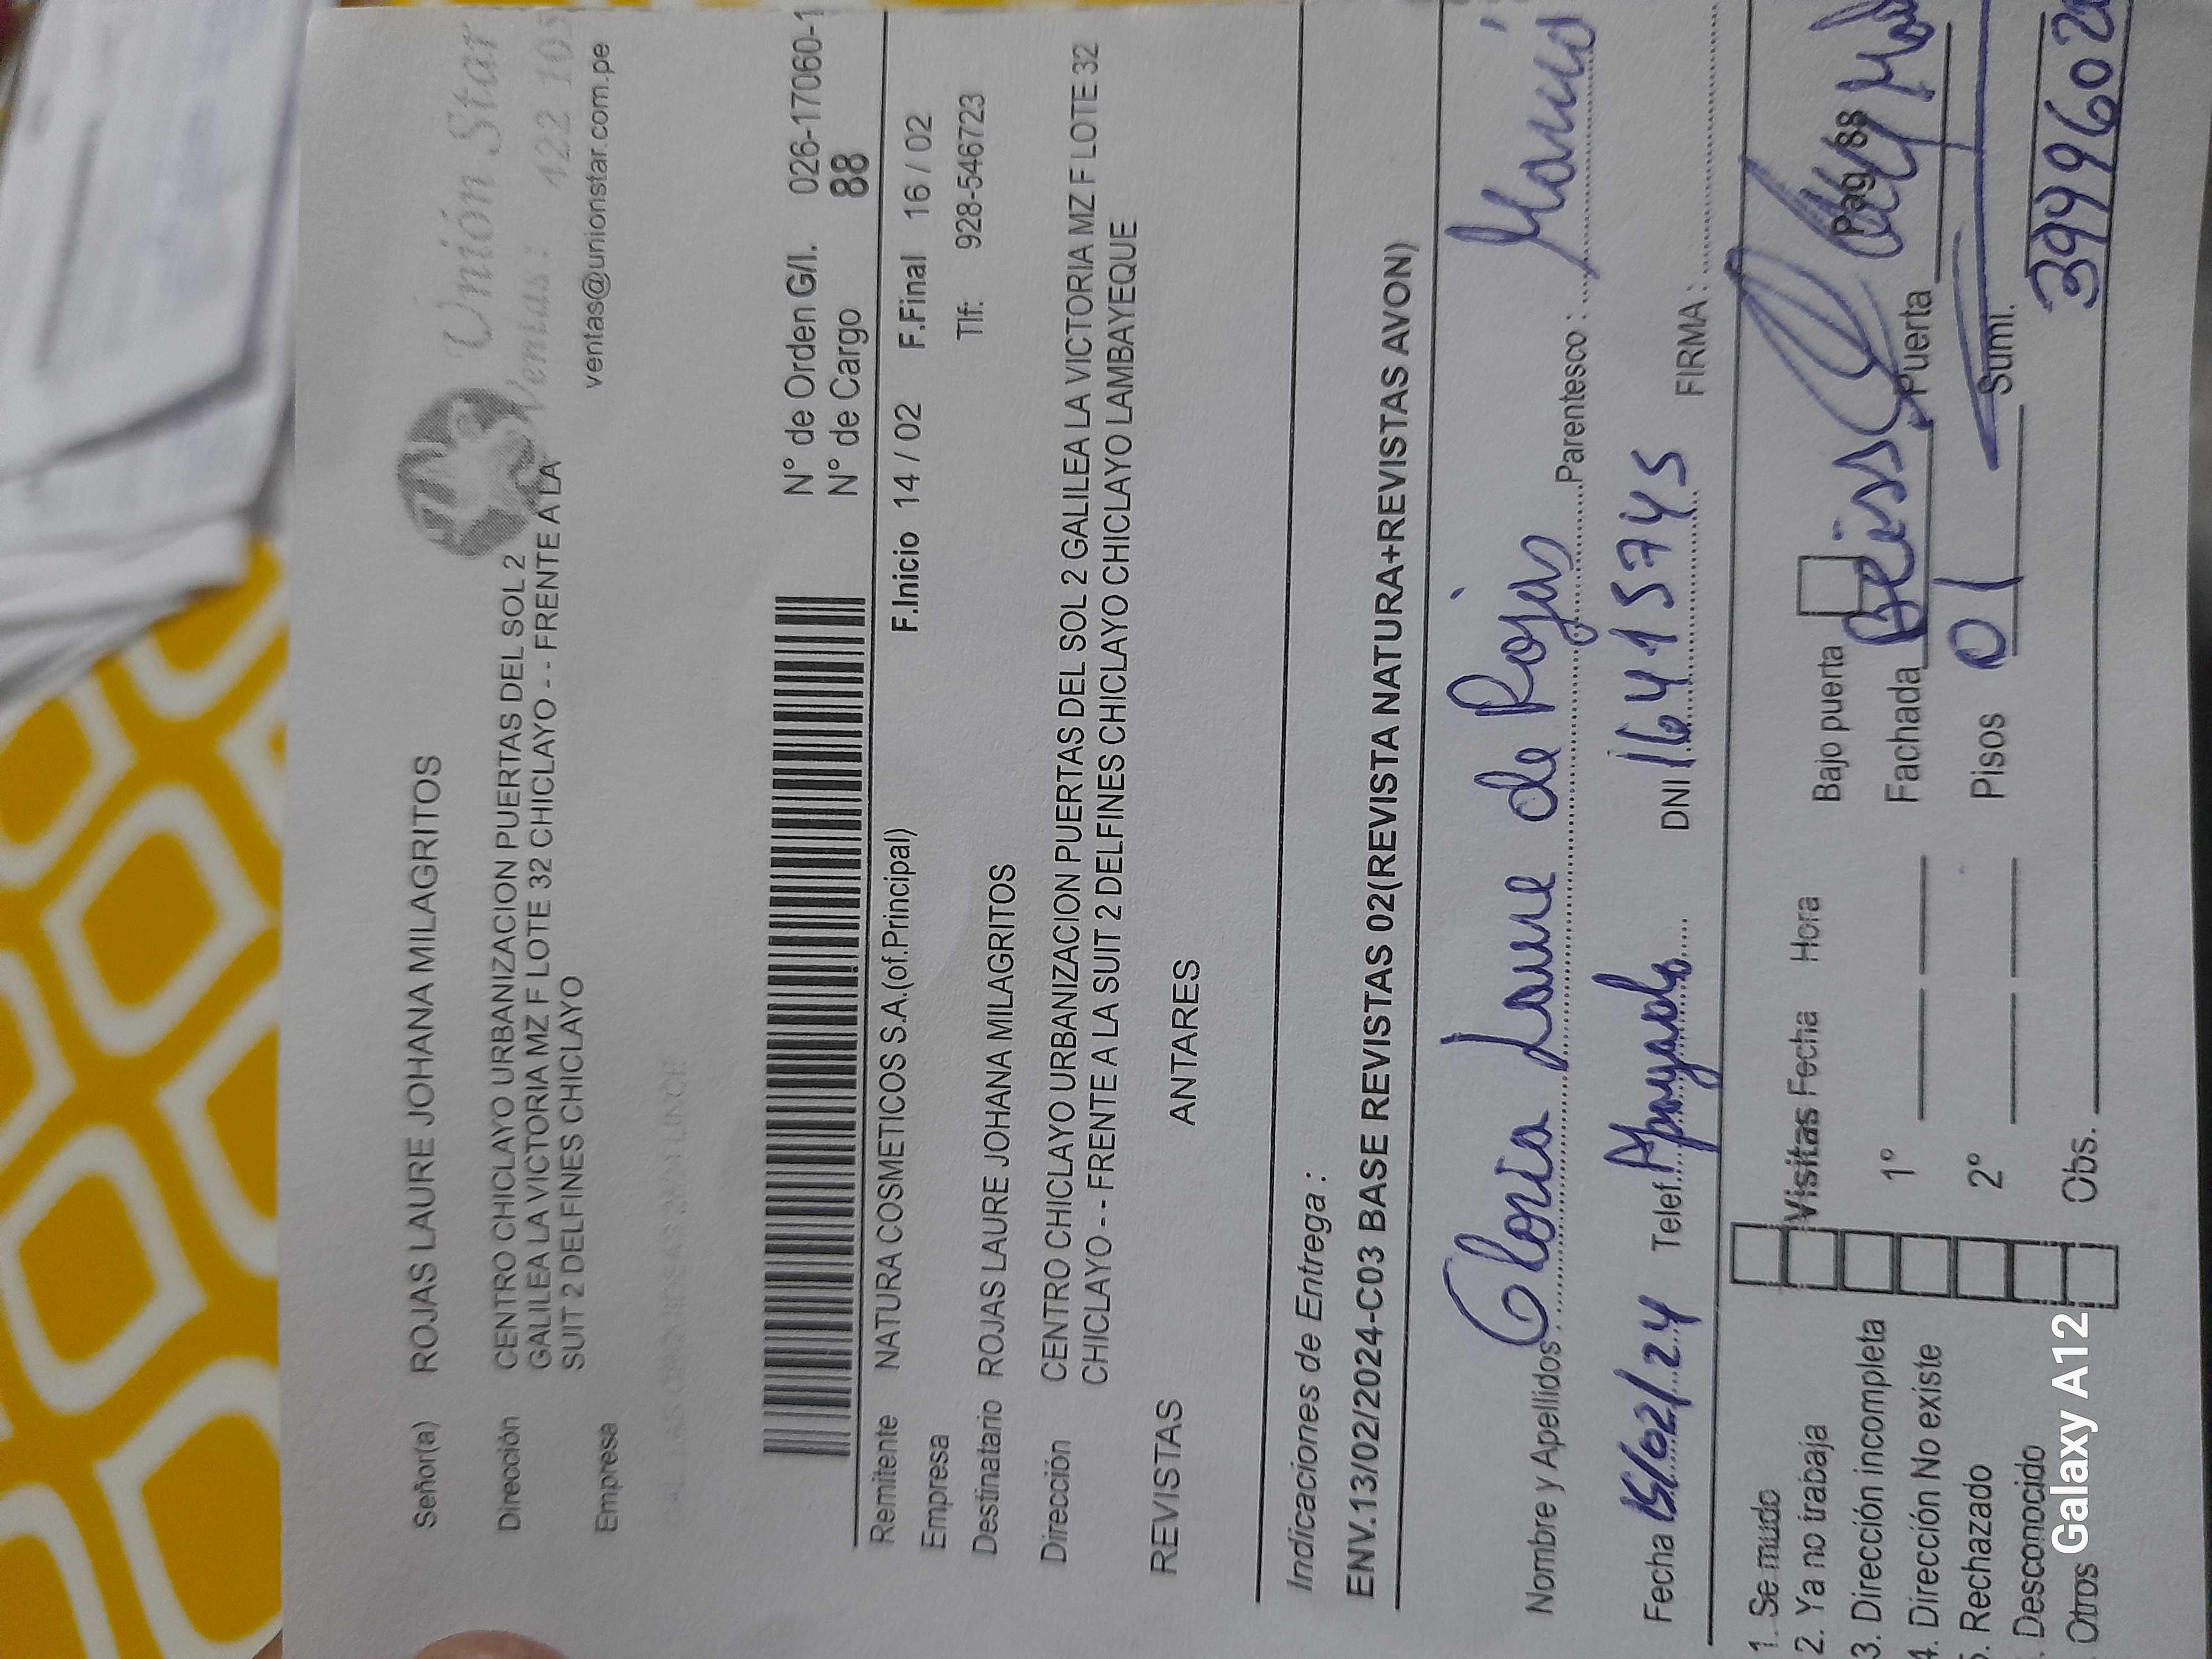 Unión Star
Ventas : 422 10
ventas@unionstar.com.pe
Señor(a) ROJAS LAURE JOHANA MILAGRITOS
Dirección CENTRO CHICLAYO URBANIZACION PUERTAS DEL SOL 2
GALILEA LA VICTORIA MZ F LOTE 32 CHICLAYO - - FRENTE A LA
SUIT 2 DELFINES CHICLAYO
Empresa
N° de Orden G/I. 026-17060-1
N° de Cargo 88
Remitente NATURA COSMETICOS S.A.(of.Principal) F.Inicio 14 / 02 F.Final 16 / 02
Empresa
Destinatario ROJAS LAURE JOHANA MILAGRITOS Tlf: 928-546723
Dirección CENTRO CHICLAYO URBANIZACION PUERTAS DEL SOL 2 GALILEA LA VICTORIA MZ F LOTE 32
CHICLAYO - - FRENTE A LA SUIT 2 DELFINES CHICLAYO CHICLAYO LAMBAYEQUE
REVISTAS ANTARES
Indicaciones de Entrega :
ENV.13/02/2024-C03 BASE REVISTAS 02(REVISTA NATURA+REVISTAS AVON)
Nombre y Apellidos Gloria Laure de Rojas Parentesco : Mamá
Fecha 15/02/24 Telef. Apoyado DNI 16415745 FIRMA :
1. Se mudo
2. Ya no trabaja
3. Dirección incompleta
4. Dirección No existe
5. Rechazado
Desconocido
Otros
Visitas Fecha Hora
1º
2º
Obs.
Bajo puerta
Fachada Beiss Puerta
Pisos 01 Sumi.
Pag/88
3949602
Galaxy A12